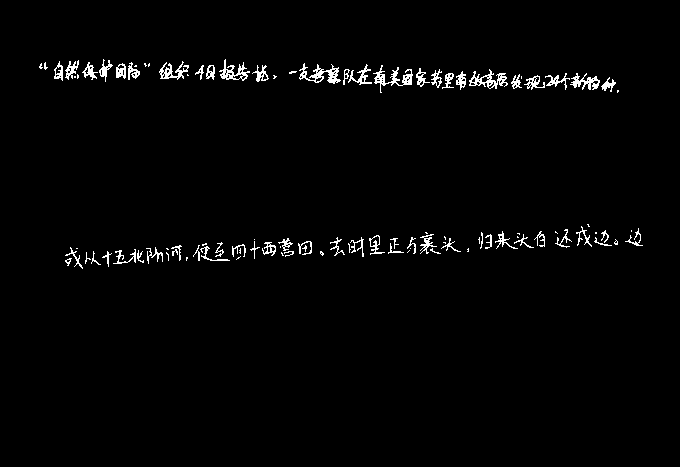 “自然保护国际”组织4日报告说，一支考察队在南美国家苏里南的高原发现24个新物种.
或从十五北防河，便至四十西营田。去时里正与裹头，归来头白还戍边。边